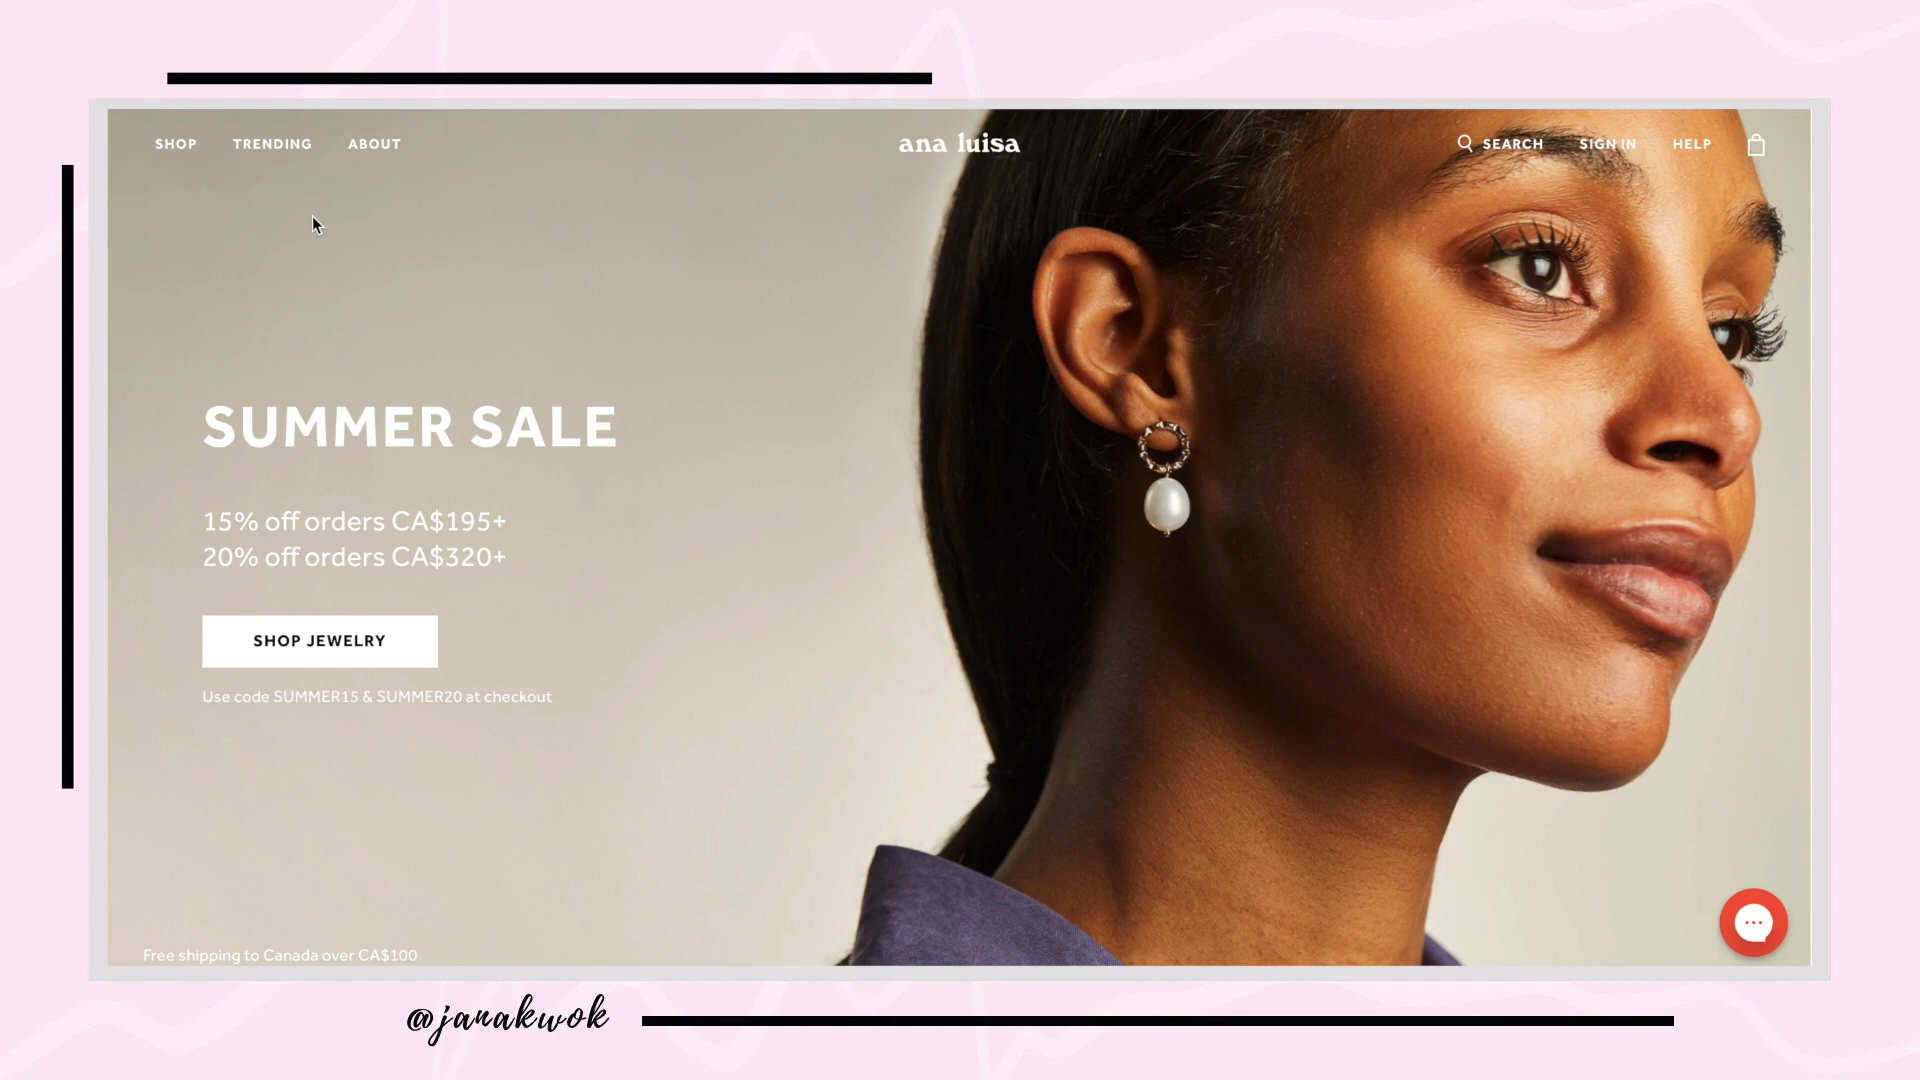 SHOP TRENDING ABOUT ana luisa SEARCH SIGN IN HELP
SUMMER SALE
15% off orders CA$195+
20% off orders CA$320+
SHOP JEWELRY
Use code SUMMER15 & SUMMER20 at checkout
Free shipping to Canada over CA$100
@janakwok